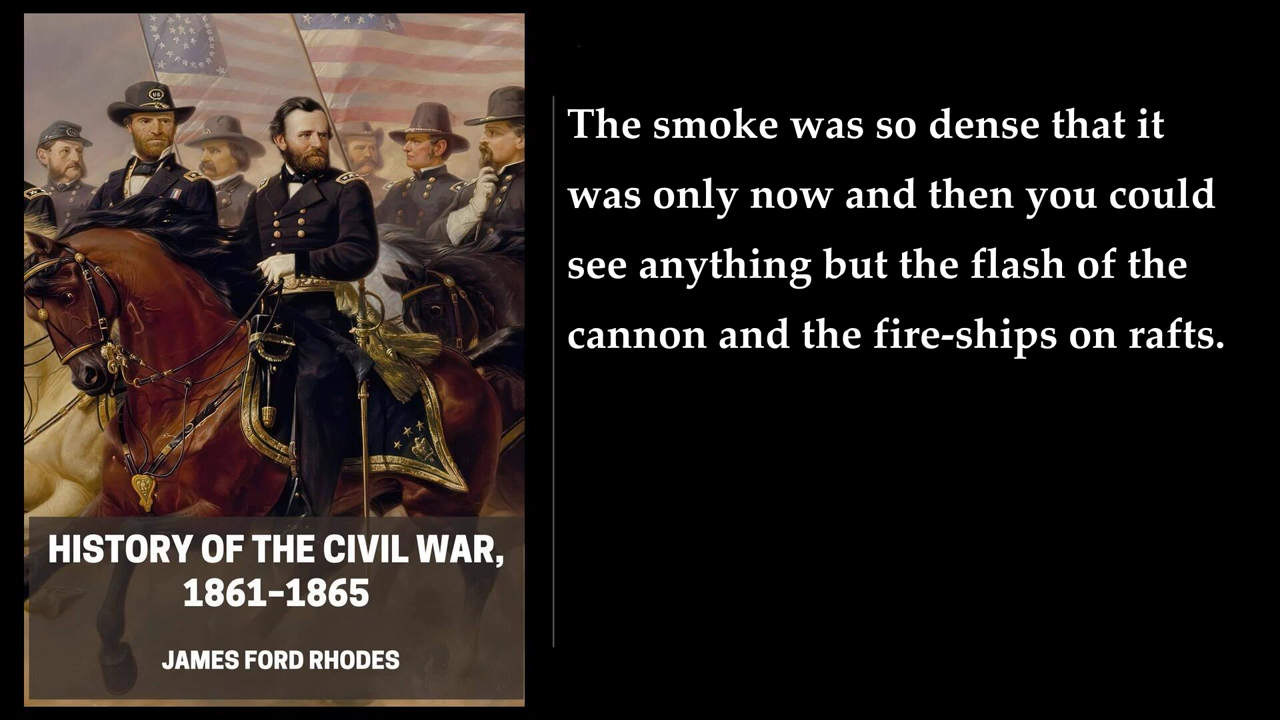 The smoke was so dense that it
was only now and then you could
see anything but the flash of the
cannon and the fire-ships on rafts.
HISTORY OF THE CIVIL WAR,
1861–1865
JAMES FORD RHODES